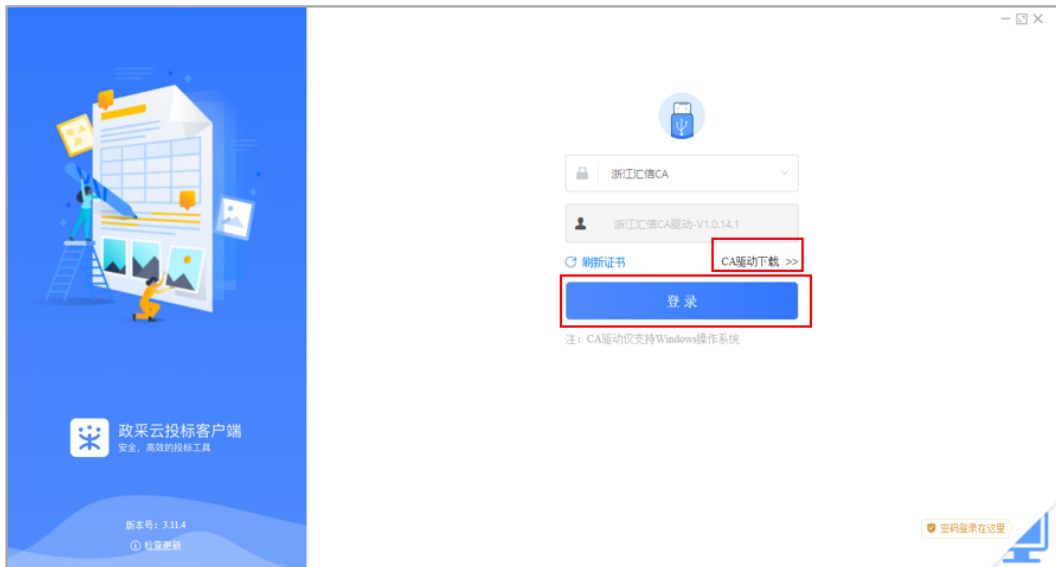 浙江汇信CA
浙江汇信CA驱动-V1.0.14.1
刷新证书 CA驱动下载 >>
登 录
注：CA驱动仅支持Windows操作系统
政采云投标客户端
安全，高效的投标工具
版本号：3.11.4
检查更新
密码登录在这里